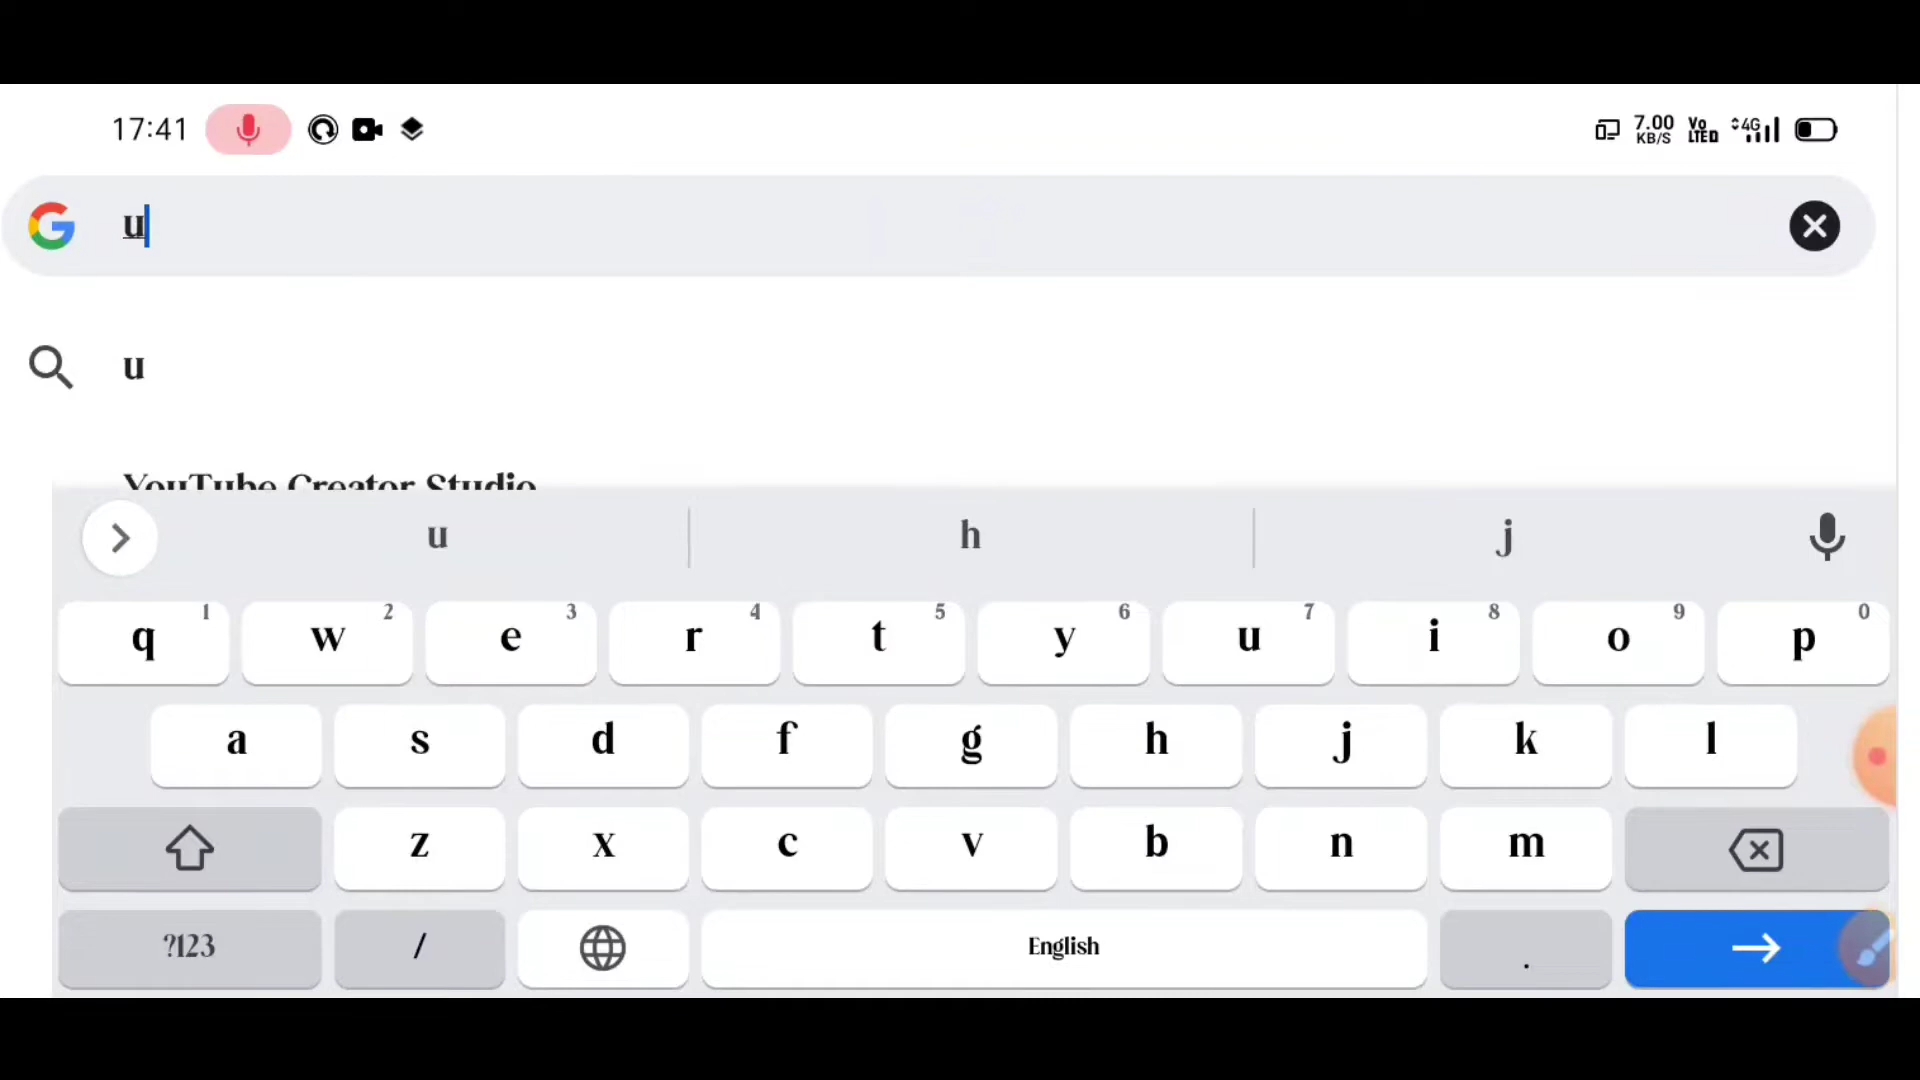 17:41 7.00 KB/S Vo LTE 4G
u
u
YouTube Creator Studio
u h j
q 1 w 2 e 3 r 4 t 5 y 6 u 7 i 8 o 9 p 0
a s d f g h j k l
z x c v b n m
?123 / English .